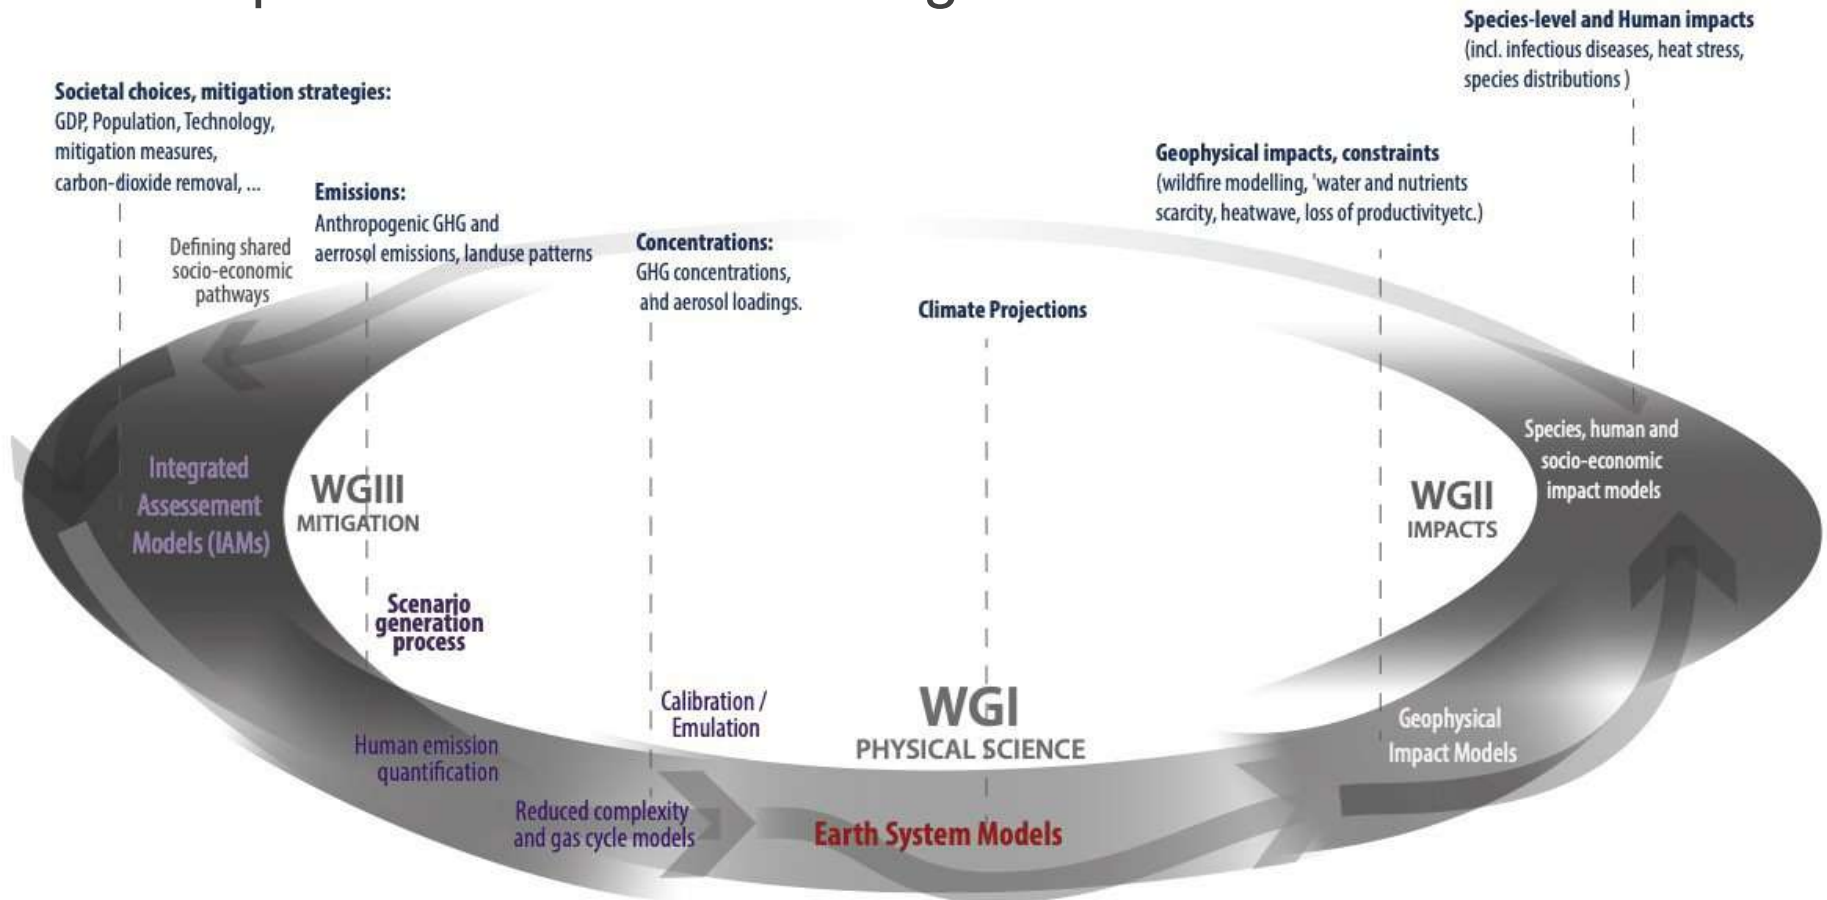 Species-level and Human impacts
(incl. infectious diseases, heat stress,
species distributions )
Societal choices, mitigation strategies:
GDP, Population, Technology,
mitigation measures,
carbon-dioxide removal, ...
Geophysical impacts, constraints
(wildfire modelling, 'water and nutrients
scarcity, heatwave, loss of productivityetc.)
Emissions:
Anthropogenic GHG and
aerosol emissions, landuse patterns
Defining shared
socio-economic
pathways
Concentrations:
GHG concentrations,
and aerosol loadings.
Climate Projections
Integrated
Assessement
Models (IAMs)
WGIII
MITIGATION
WGII
IMPACTS
Species, human and
socio-economic
impact models
Scenario
generation
process
Calibration /
Emulation
WGI
PHYSICAL SCIENCE
Geophysical
Impact Models
Human emission
quantification
Reduced complexity
and gas cycle models
Earth System Models